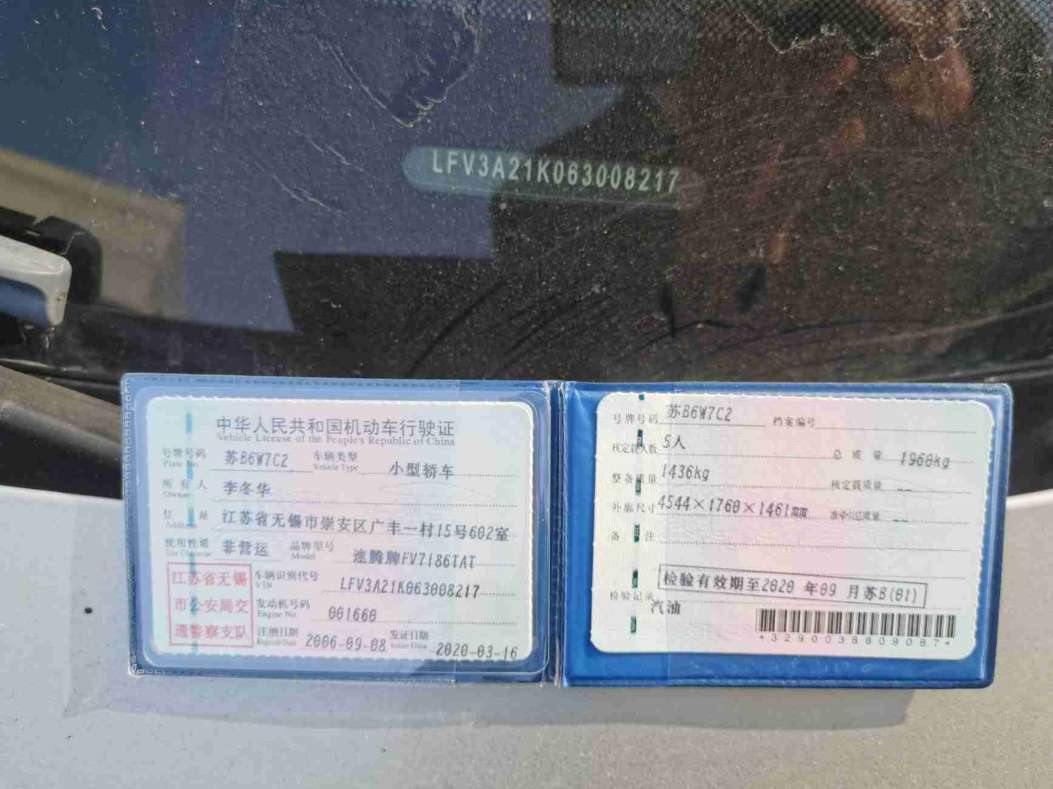 LFV3A21K063008217
中华人民共和国机动车行驶证
Vehicle License of the People's Republic of China
号牌号码 苏B6W7C2 车辆类型 小型轿车
Plate No. Vehicle Type
所有人 李冬华
Owner
住址 江苏省无锡市崇安区广丰一村15号602室
Address
使用性质 非营运 品牌型号 速腾牌FV7186TAT
Use Character Model
江苏省无锡市公安局交通警察支队
车辆识别代号 LFV3A21K063008217
VIN
发动机号码 001660
Engine No.
注册日期 2006-09-08 发证日期 2020-03-16
Register Date Issue Date
号牌号码 苏B6W7C2 档案编号
核定载人数 5人 总质量 1960kg
整备质量 1436kg 核定载质量 --
外廓尺寸 4544×1760×1461mm 准牵引总质量 --
备注
检验有效期至2020 年09 月苏B(01)
检验记录
汽油
*3290038609087*